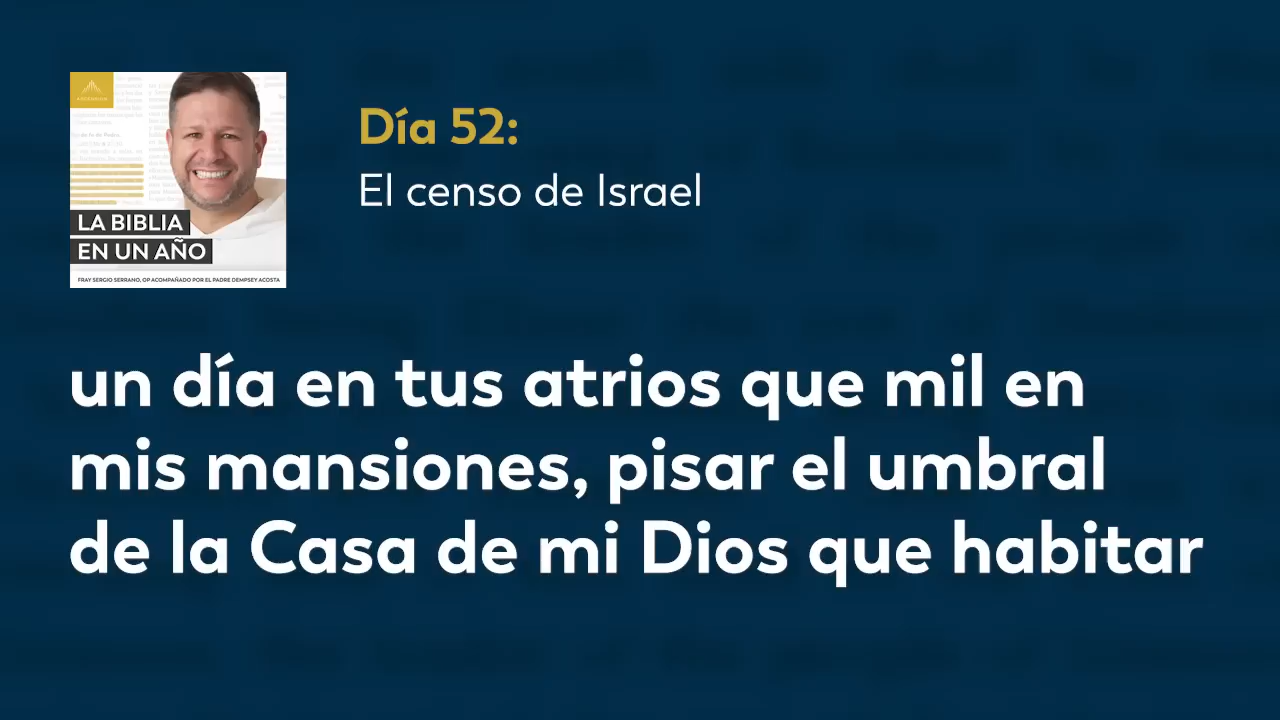 ASCENSION
LA BIBLIA
EN UN AÑO
FRAY SERGIO SERRANO, OP ACOMPAÑADO POR EL PADRE DEMPSEY ACOSTA
Día 52:
El censo de Israel
un día en tus atrios que mil en
mis mansiones, pisar el umbral
de la Casa de mi Dios que habitar